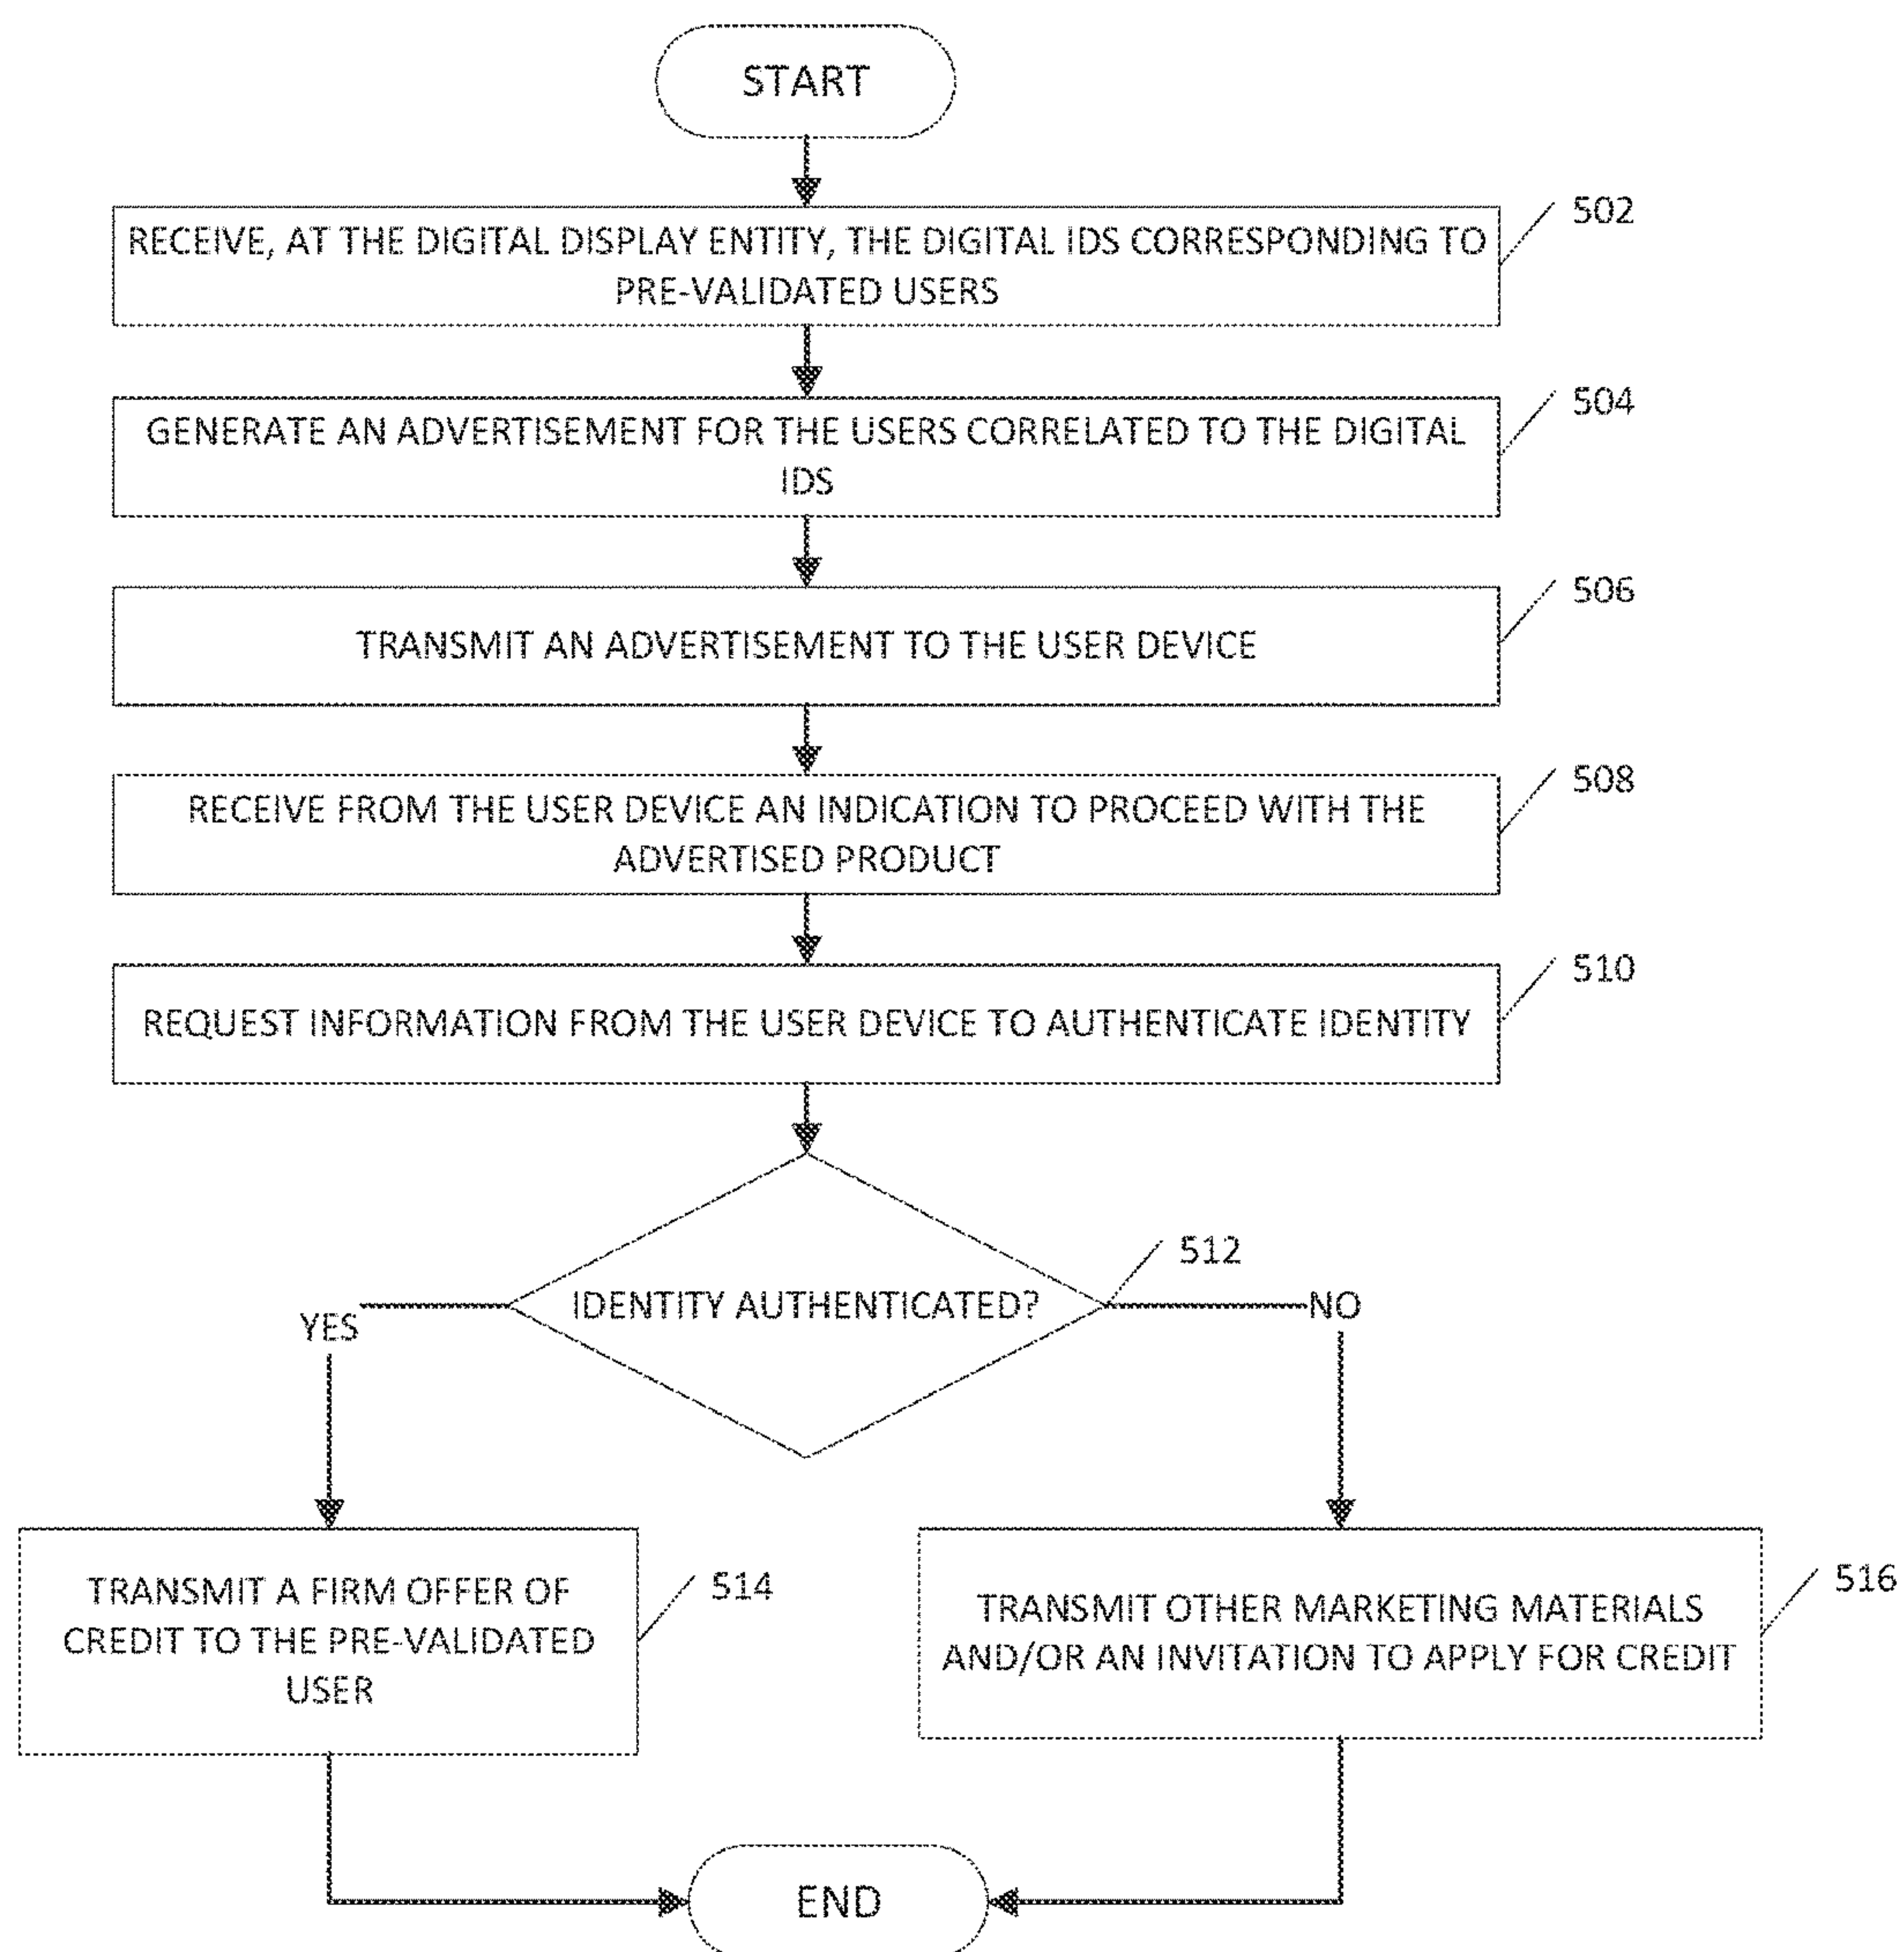 START
RECEIVE, AT THE DIGITAL DISPLAY ENTITY, THE DIGITAL IDS CORRESPONDING TO
PRE-VALIDATED USERS
502
GENERATE AN ADVERTISEMENT FOR THE USERS CORRELATED TO THE DIGITAL
IDS
504
TRANSMIT AN ADVERTISEMENT TO THE USER DEVICE
506
RECEIVE FROM THE USER DEVICE AN INDICATION TO PROCEED WITH THE
ADVERTISED PRODUCT
508
REQUEST INFORMATION FROM THE USER DEVICE TO AUTHENTICATE IDENTITY
510
IDENTITY AUTHENTICATED?
512
YES
NO
TRANSMIT A FIRM OFFER OF
CREDIT TO THE PRE-VALIDATED
USER
514
TRANSMIT OTHER MARKETING MATERIALS
AND/OR AN INVITATION TO APPLY FOR CREDIT
516
END